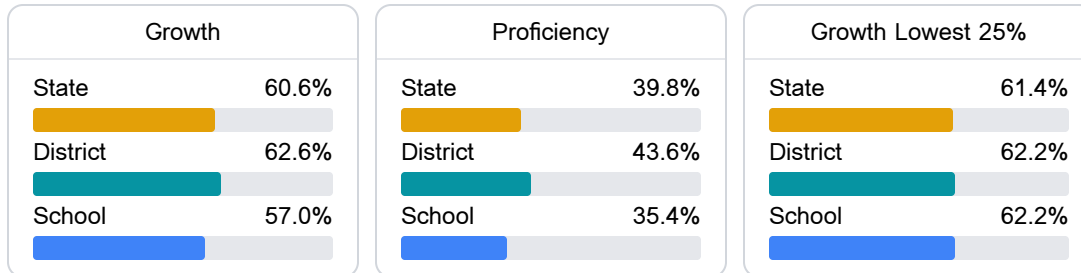 Growth
State 60.6%
District 62.6%
School 57.0%
Proficiency
State 39.8%
District 43.6%
School 35.4%
Growth Lowest 25%
State 61.4%
District 62.2%
School 62.2%